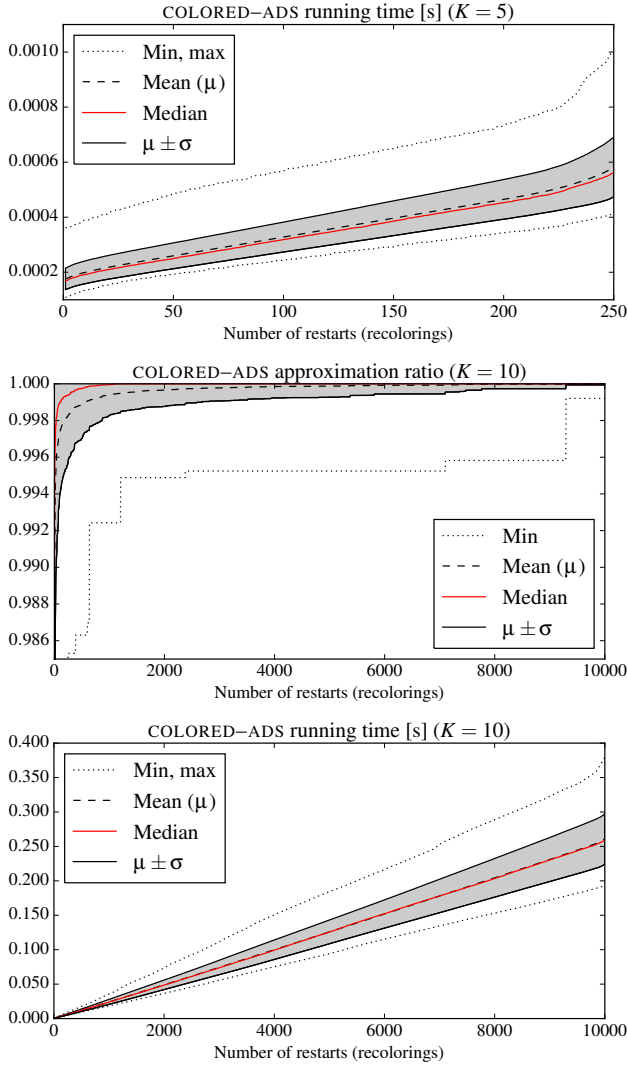 COLORED–ADS running time [s] (K = 5)
0.0010
0.0008
0.0006
0.0004
0.0002
Min, max
Mean (μ)
Median
μ ± σ
0 50 100 150 200 250
Number of restarts (recolorings)
COLORED–ADS approximation ratio (K = 10)
1.000
0.998
0.996
0.994
0.992
0.990
0.988
0.986
Min
Mean (μ)
Median
μ ± σ
0 2000 4000 6000 8000 10000
Number of restarts (recolorings)
COLORED–ADS running time [s] (K = 10)
0.400
0.350
0.300
0.250
0.200
0.150
0.100
0.050
0.000
Min, max
Mean (μ)
Median
μ ± σ
0 2000 4000 6000 8000 10000
Number of restarts (recolorings)